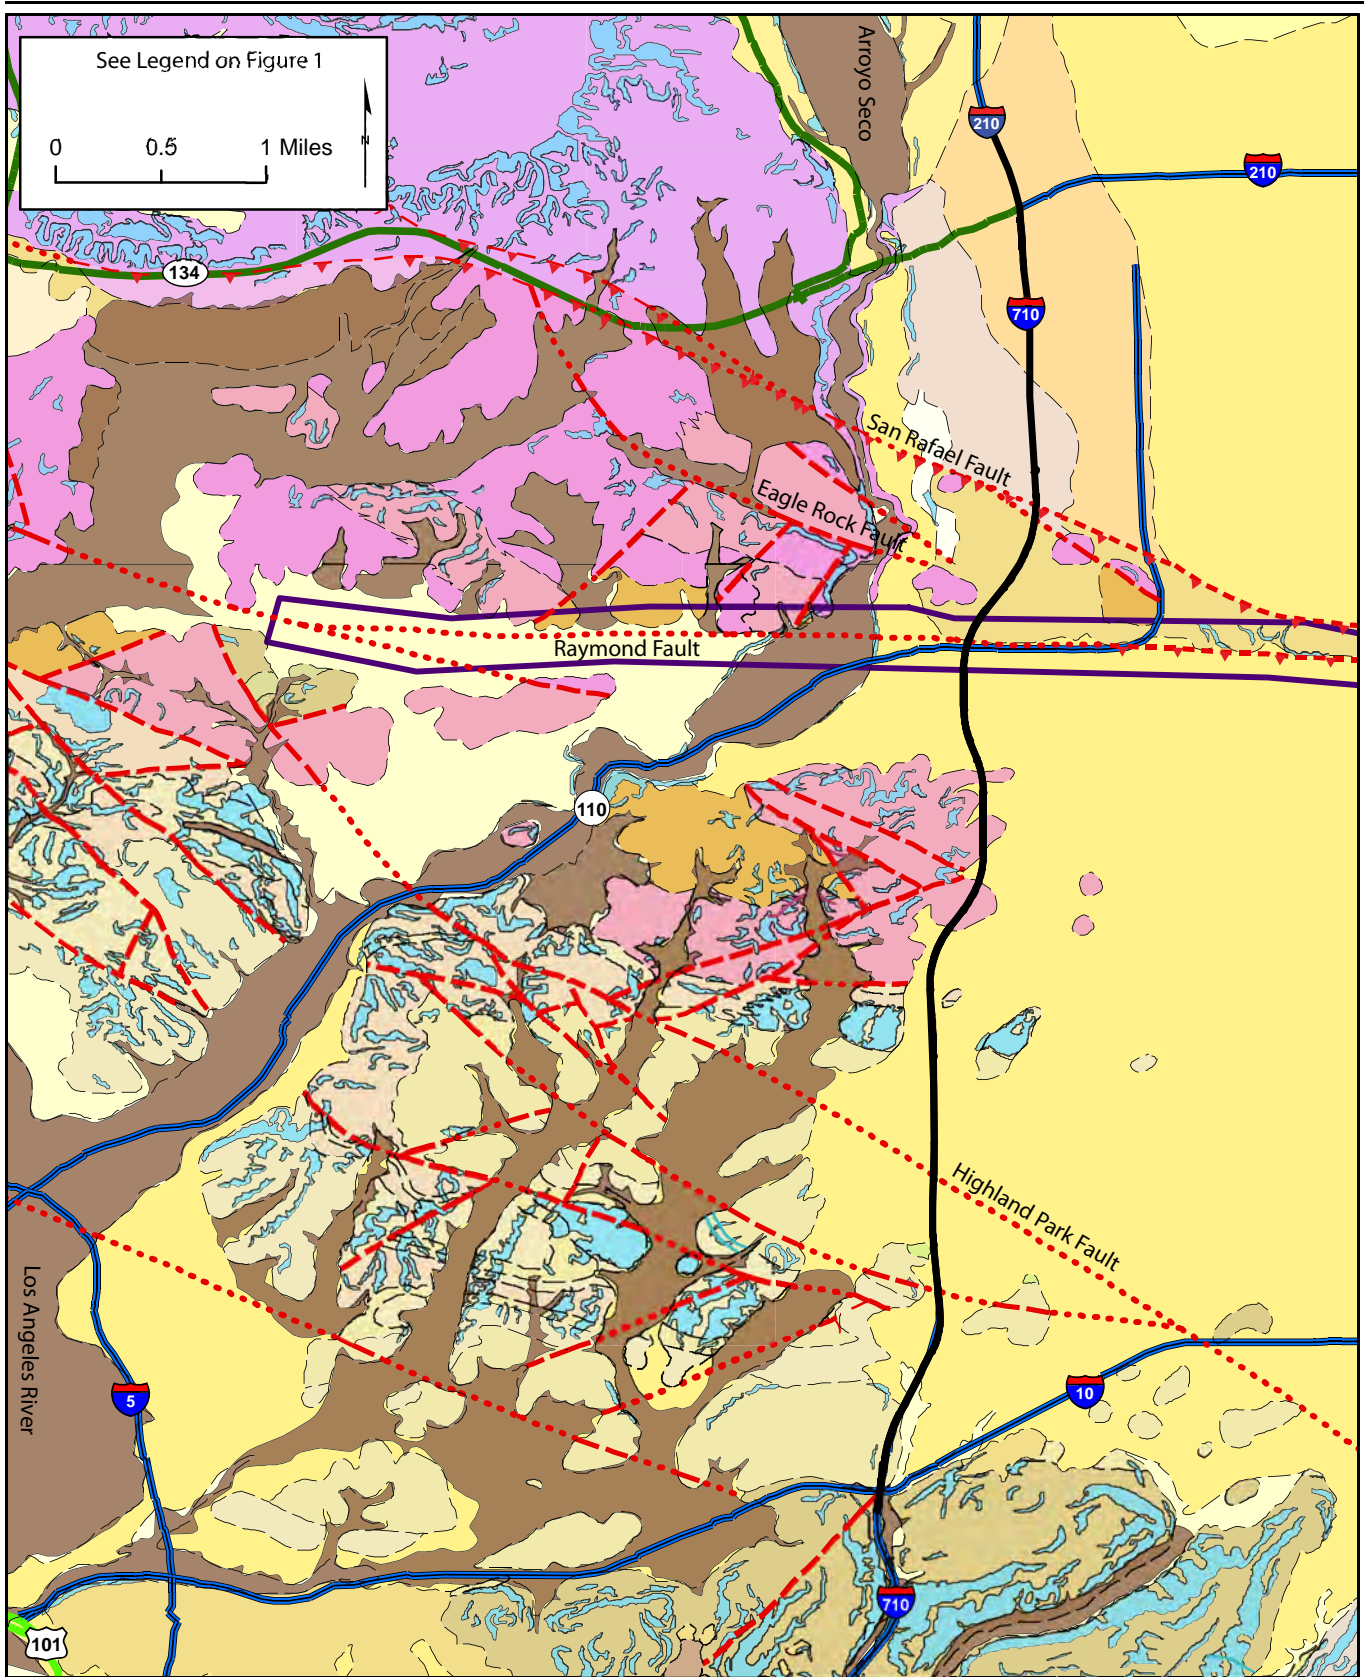 See Legend on Figure 1
0 0.5 1 Miles
N
Arroyo Seco
210
210
134
710
San Rafael Fault
Eagle Rock Fault
Raymond Fault
110
Highland Park Fault
Los Angeles River
5
10
710
101